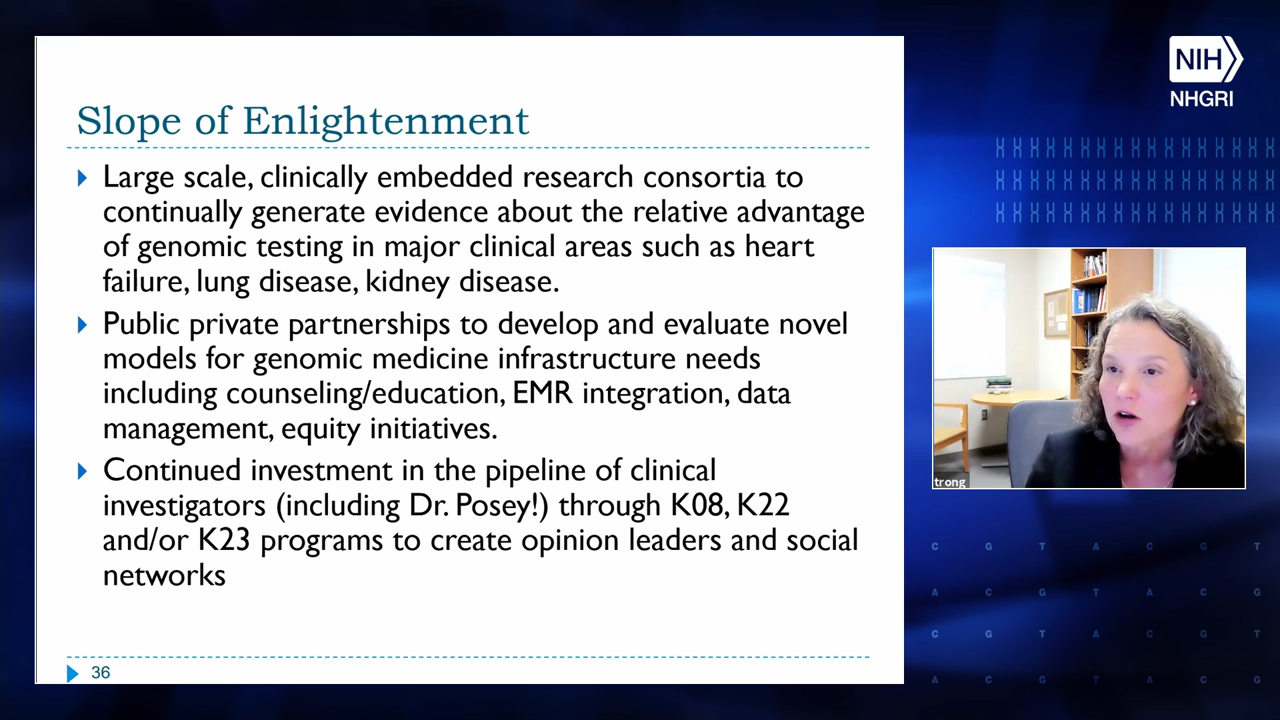 Slope of Enlightenment
Large scale, clinically embedded research consortia to
continually generate evidence about the relative advantage
of genomic testing in major clinical areas such as heart
failure, lung disease, kidney disease.
Public private partnerships to develop and evaluate novel
models for genomic medicine infrastructure needs
including counseling/education, EMR integration, data
management, equity initiatives.
Continued investment in the pipeline of clinical
investigators (including Dr. Posey!) through K08, K22
and/or K23 programs to create opinion leaders and social
networks
36
NIH
NHGRI
trong
C G T A C G T
A C G T A C G
C G T A C G T
A C G T A C G